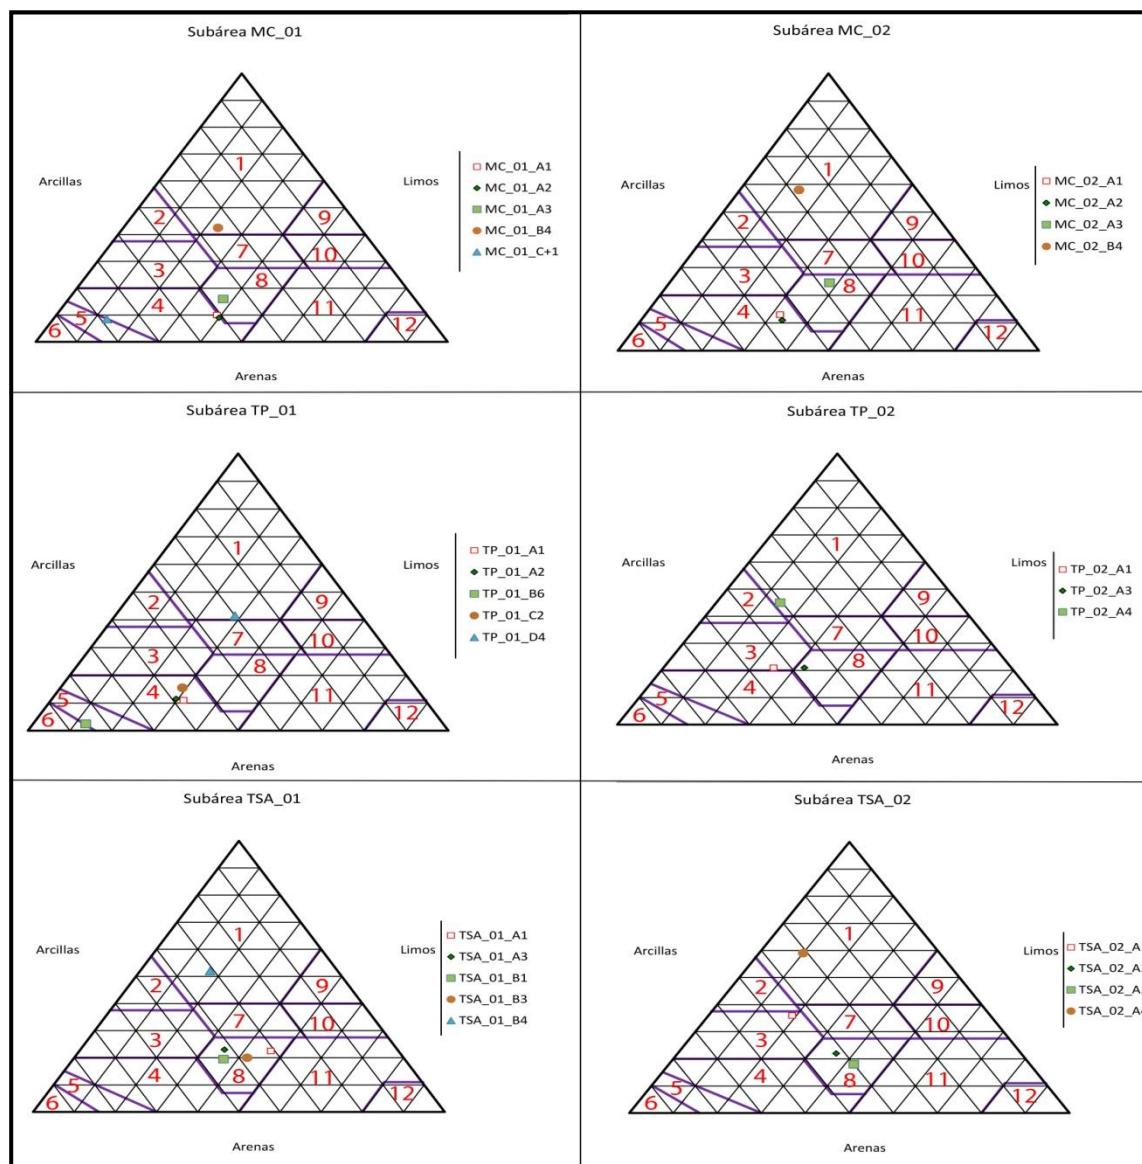 Subárea MC_01
Arcillas
Limos
Arenas
1
2
3
4
5
6
7
8
9
10
11
12
MC_01_A1
MC_01_A2
MC_01_A3
MC_01_B4
MC_01_C+1
Subárea MC_02
Arcillas
Limos
Arenas
1
2
3
4
5
6
7
8
9
10
11
12
MC_02_A1
MC_02_A2
MC_02_A3
MC_02_B4
Subárea TP_01
Arcillas
Limos
Arenas
1
2
3
4
5
6
7
8
9
10
11
12
TP_01_A1
TP_01_A2
TP_01_B6
TP_01_C2
TP_01_D4
Subárea TP_02
Arcillas
Limos
Arenas
1
2
3
4
5
6
7
8
9
10
11
12
TP_02_A1
TP_02_A3
TP_02_A4
Subárea TSA_01
Arcillas
Limos
Arenas
1
2
3
4
5
6
7
8
9
10
11
12
TSA_01_A1
TSA_01_A3
TSA_01_B1
TSA_01_B3
TSA_01_B4
Subárea TSA_02
Arcillas
Limos
Arenas
1
2
3
4
5
6
7
8
9
10
11
12
TSA_02_A
TSA_02_A
TSA_02_A
TSA_02_A4